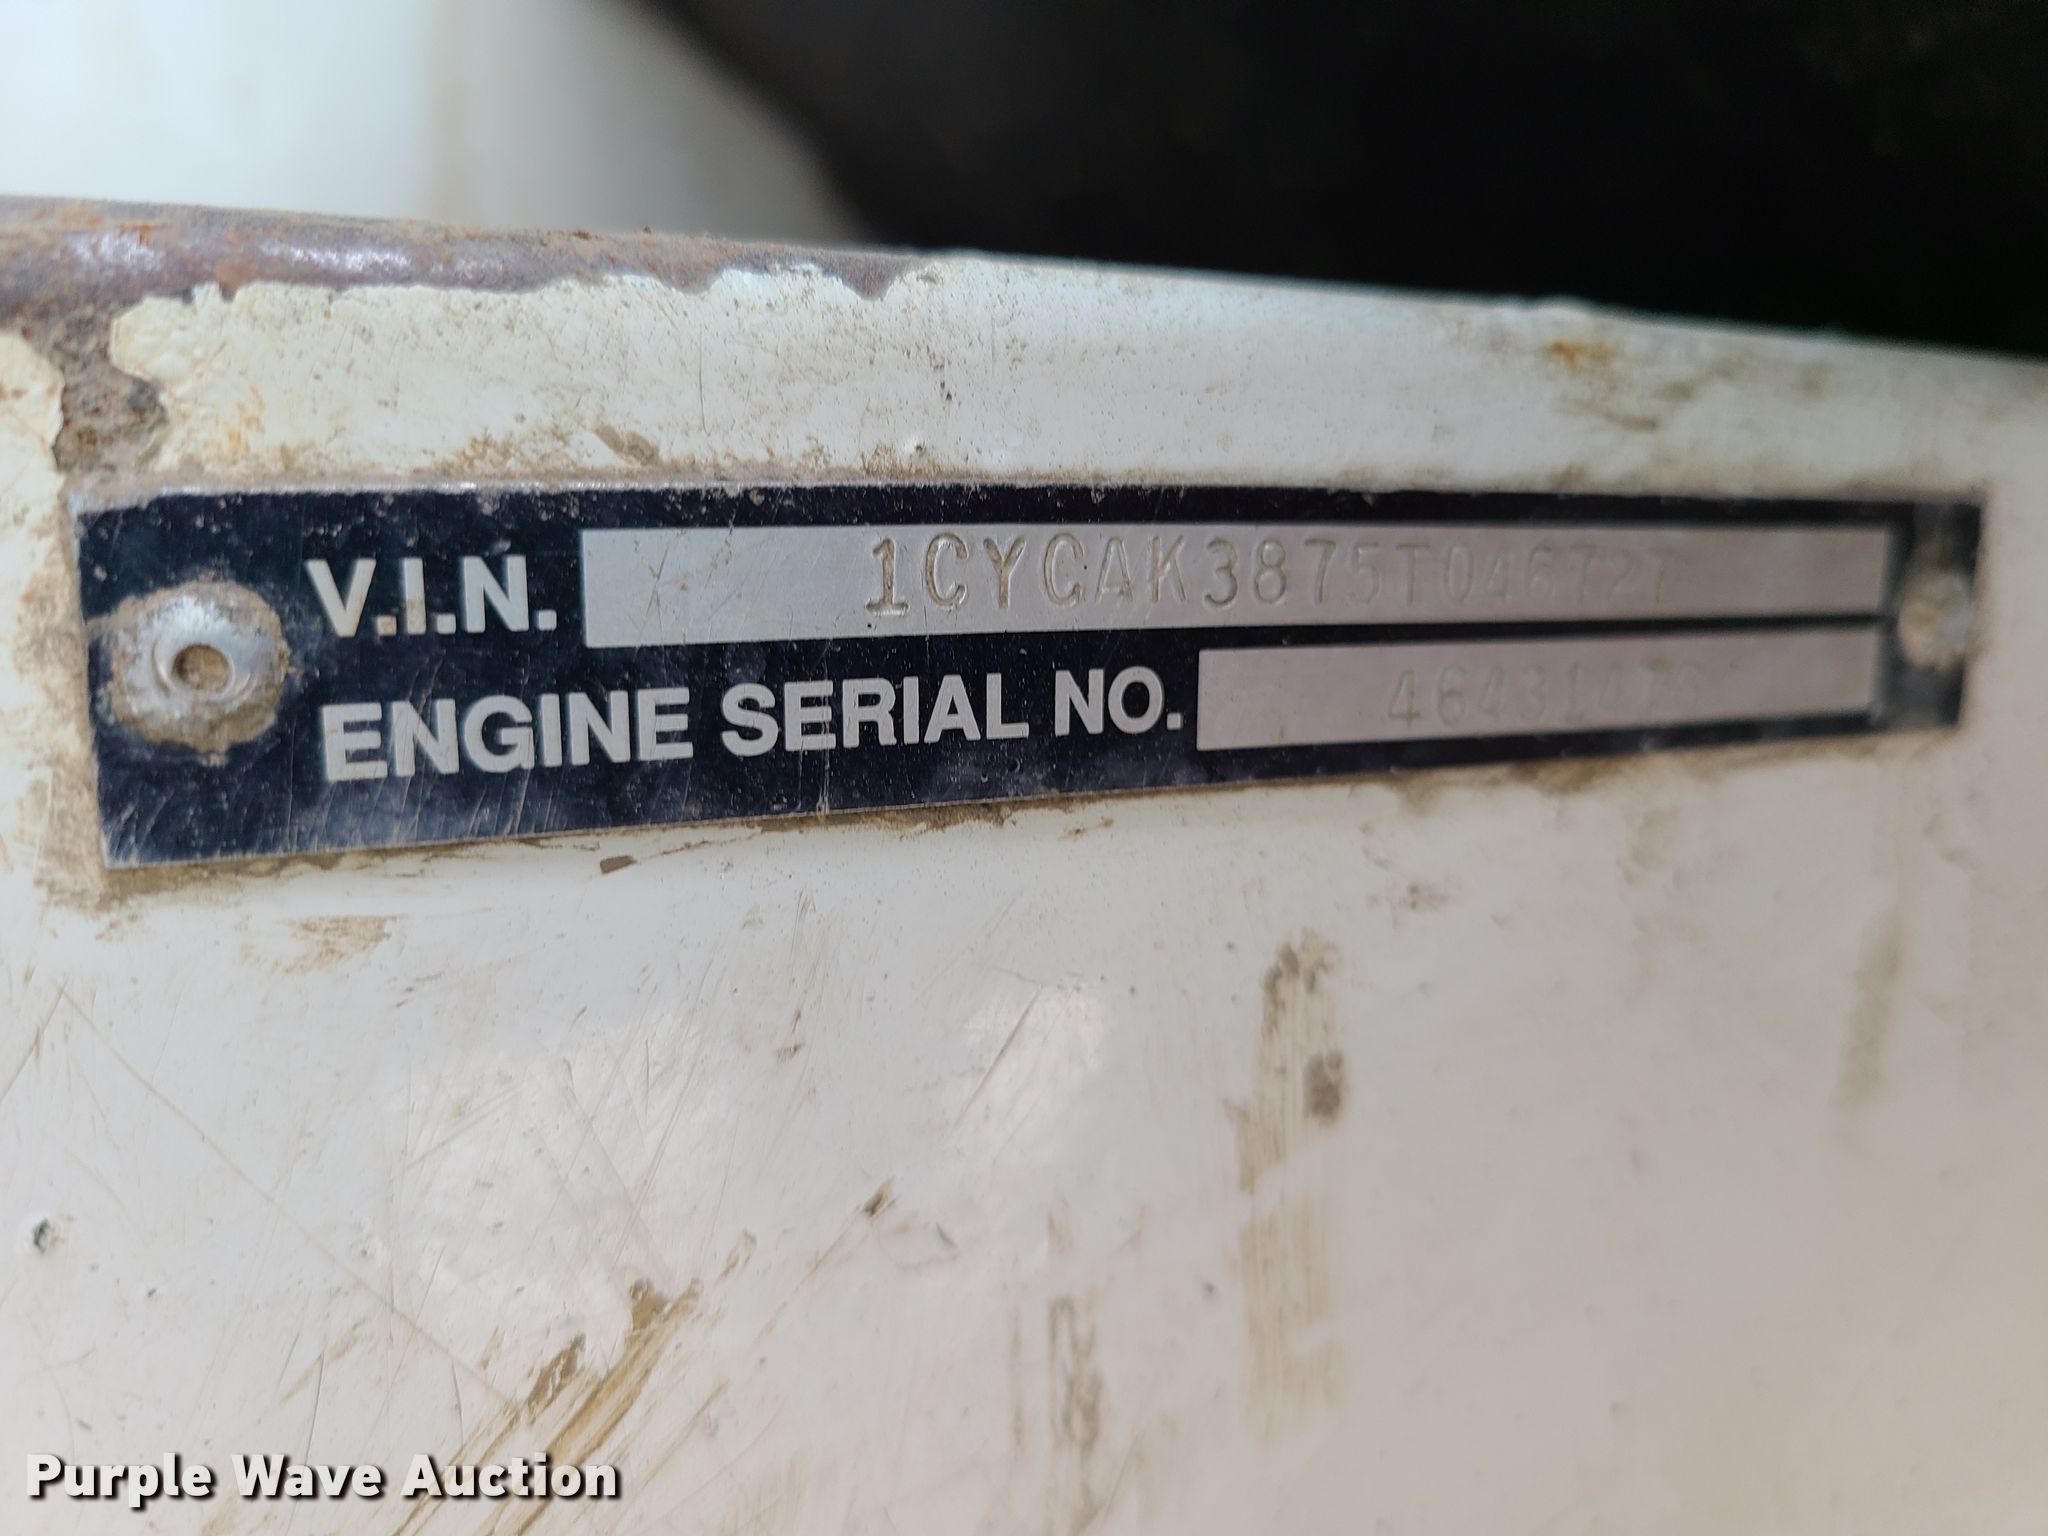 V.I.N. 1CYCAK3875T046727
ENGINE SERIAL NO.
Purple Wave Auction